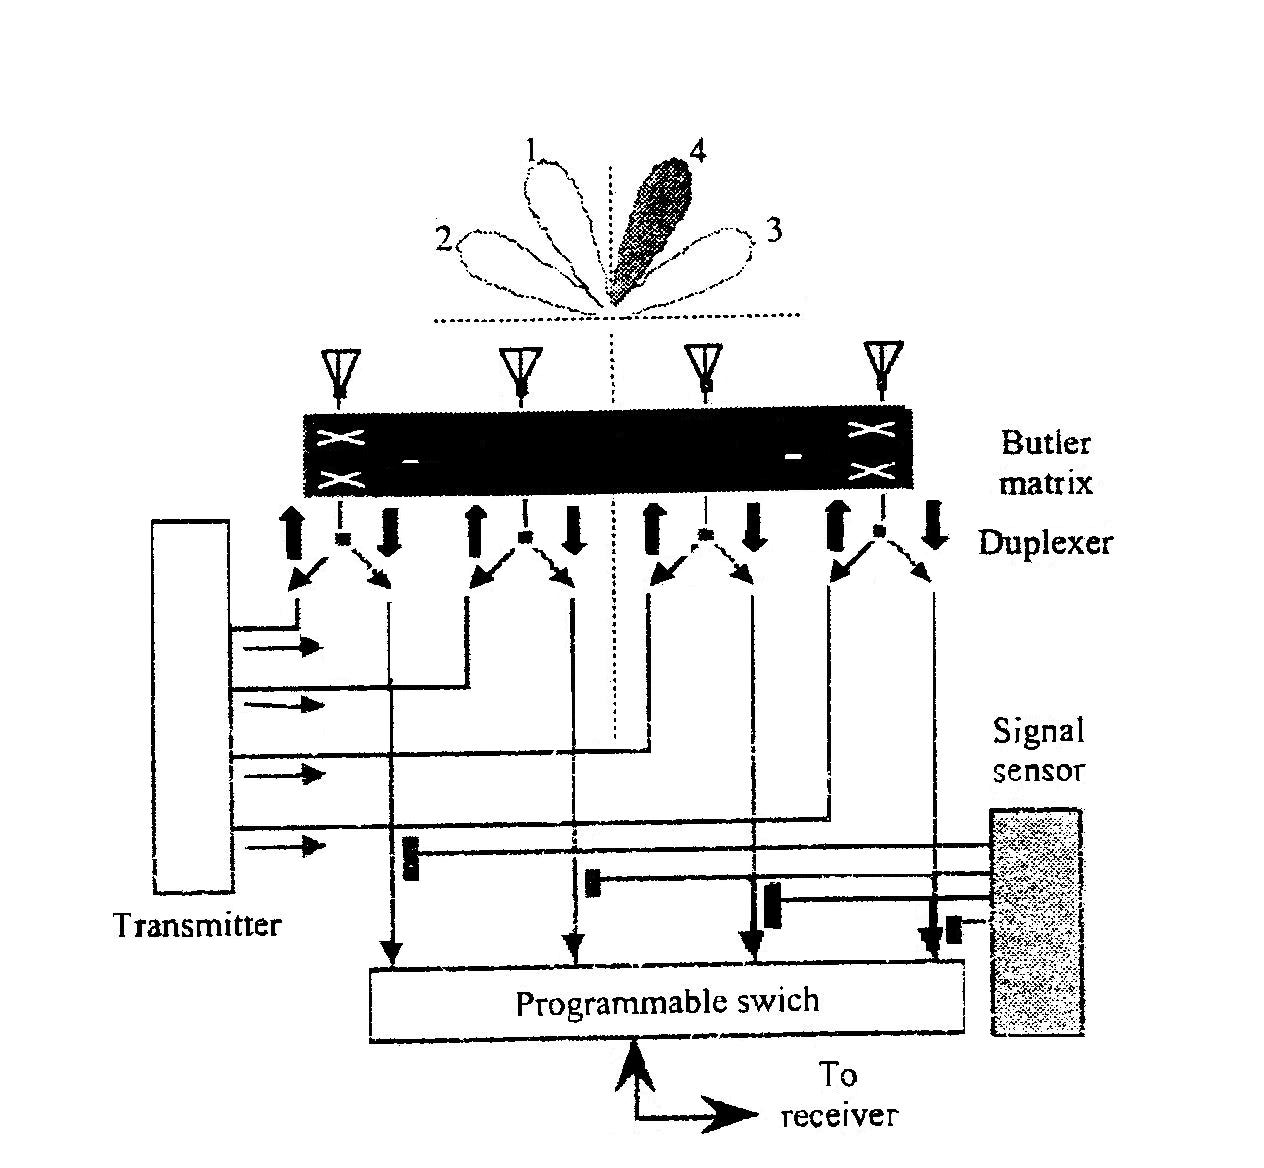 1
4
2
3
Butler
matrix
Duplexer
Signal
sensor
Transmitter
Programmable swich
To
receiver